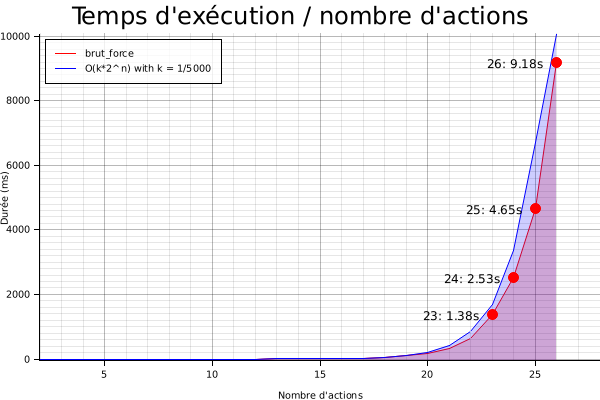 Temps d'exécution / nombre d'actions
10000
brut_force
O(k*2^n) with k = 1/5000
26: 9.18s
8000
6000
Durée (ms)
25: 4.65s
4000
24: 2.53s
2000
23: 1.38s
0
5 10 15 20 25
Nombre d'actions